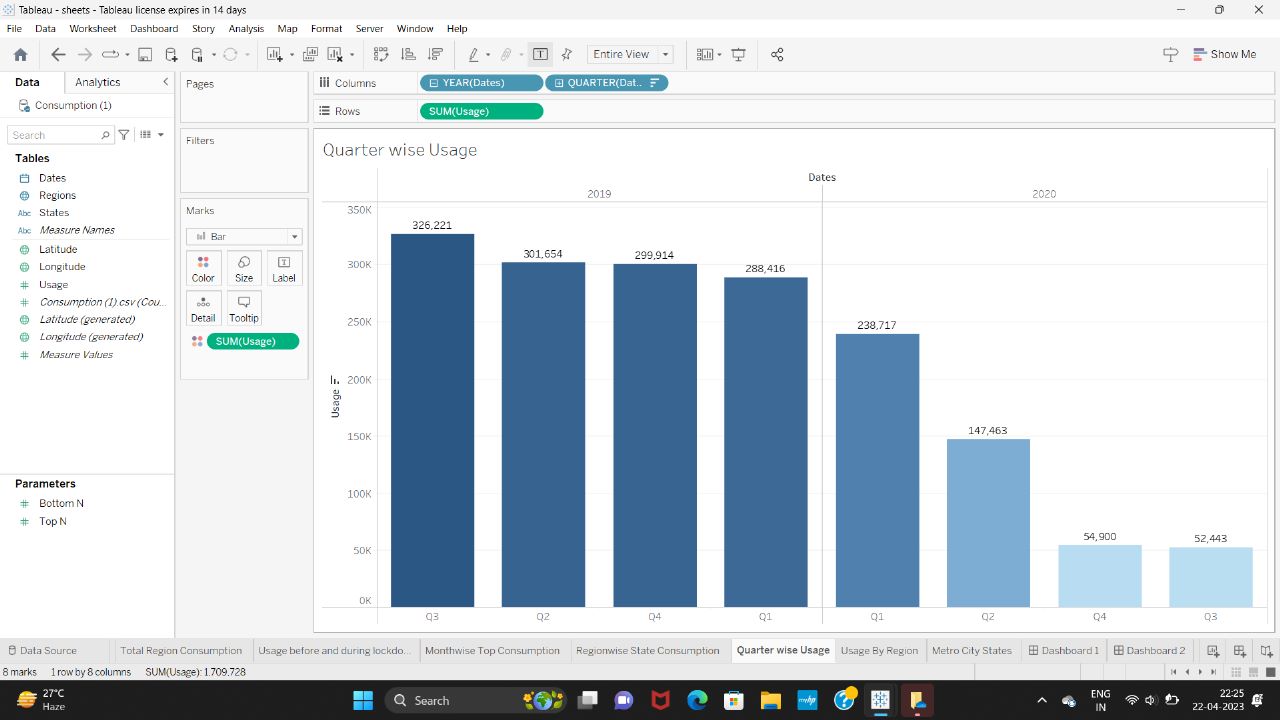 Tableau - sheets - Tableau license expires in 14 days
File Data Worksheet Dashboard Story Analysis Map Format Server Window Help
Entire View
Show Me
Data Analytics
Consumption (1)
Search
Tables
Dates
Regions
Abc States
Abc Measure Names
Latitude
Longitude
Usage
Consumption (1).csv (Cou...
Latitude (generated)
Longitude (generated)
Measure Values
Parameters
Bottom N
Top N
Pages
Filters
Marks
Bar
Color Size Label
Detail Tooltip
SUM(Usage)
Columns YEAR(Dates) QUARTER(Dat..
Rows SUM(Usage)
Quarter wise Usage
Dates
2019 2020
Usage
350K
300K
250K
200K
150K
100K
50K
0K
326,221
301,654
299,914
288,416
238,717
147,463
54,900
52,443
Q3 Q2 Q4 Q1 Q1 Q2 Q4 Q3
Data Source Total Region Consumption Usage before and during lockdo... Monthwise Top Consumption Regionwise State Consumption Quarter wise Usage Usage By Region Metro City States Dashboard 1 Dashboard 2
8 marks 1 row by 8 columns SUM(Usage): 1,709,728
27°C
Haze
Search
ENG
IN
22:25
22-04-2023